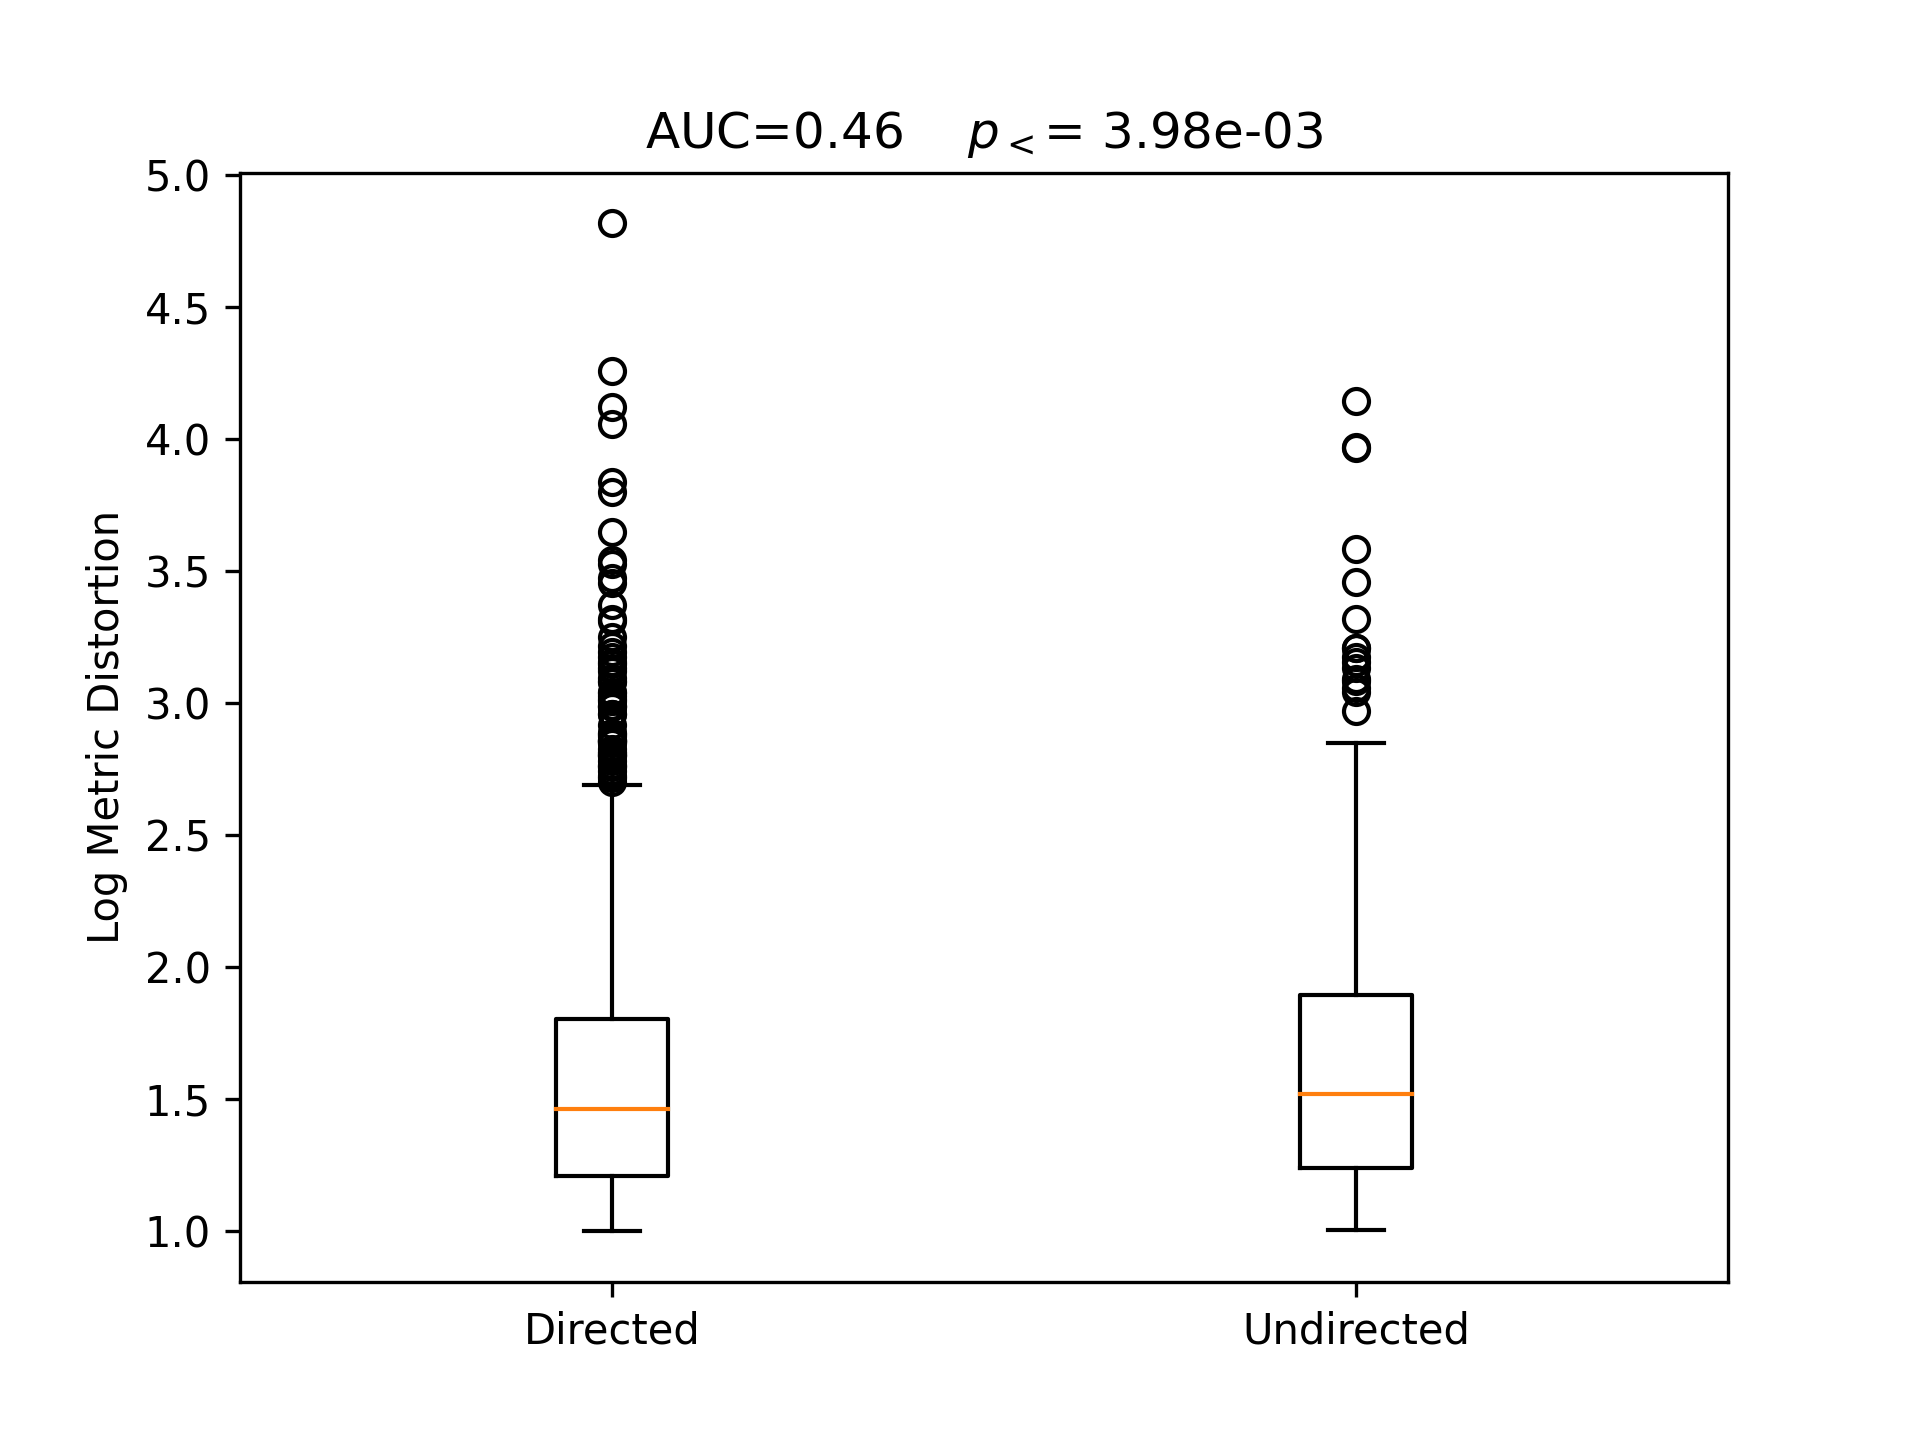 AUC=0.46 p< = 3.98e-03
5.0
4.5
4.0
3.5
3.0
2.5
2.0
1.5
1.0
Log Metric Distortion
Directed
Undirected